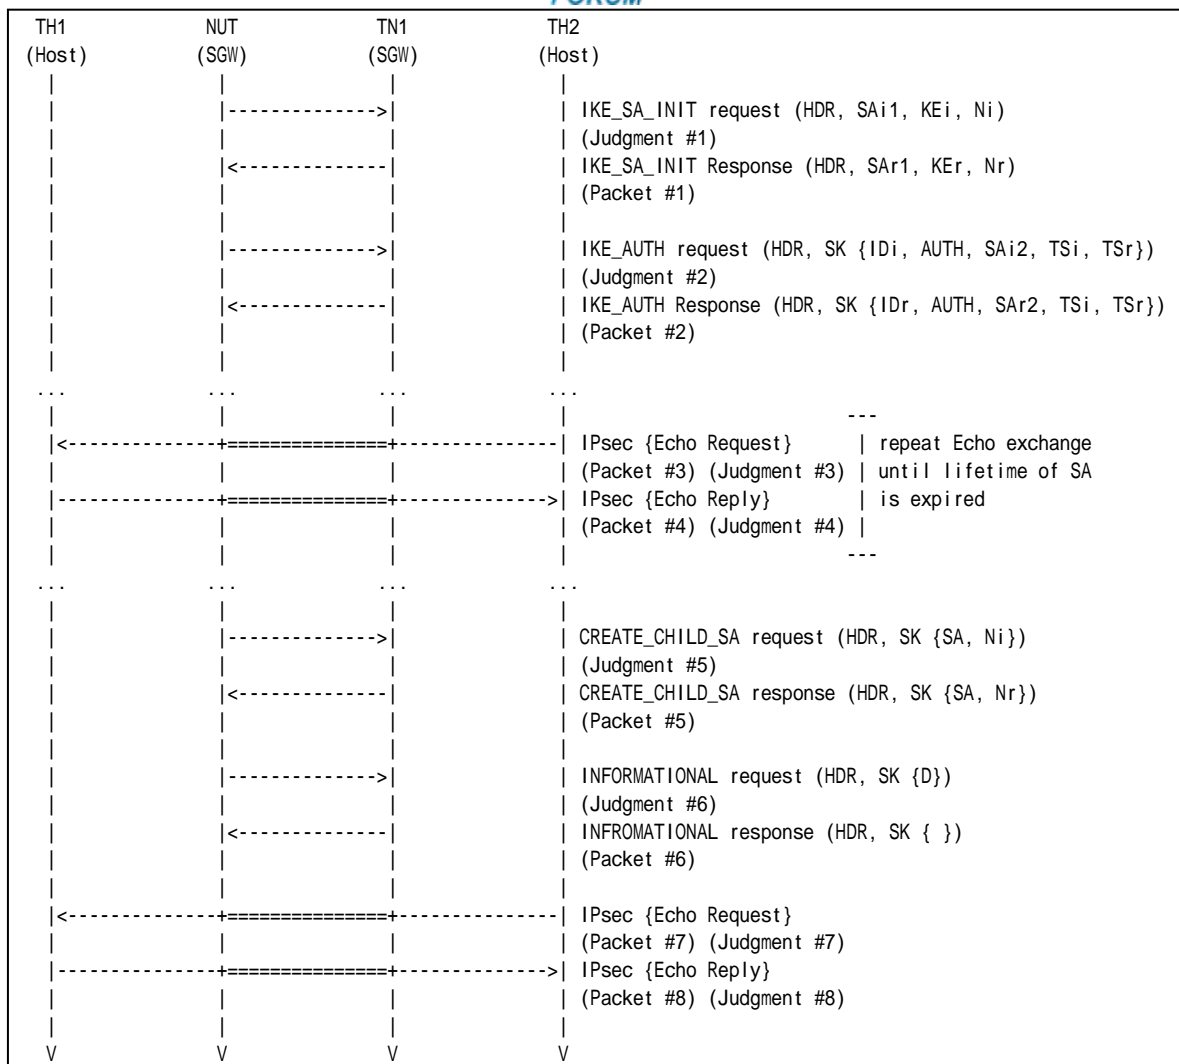 FORUM
TH1 NUT TN1 TH2
(Host) (SGW) (SGW) (Host)
| | | |
| |-------------->| | IKE_SA_INIT request (HDR, SAi1, KEi, Ni)
| | | | (Judgment #1)
| |<--------------| | IKE_SA_INIT Response (HDR, SAr1, KEr, Nr)
| | | | (Packet #1)
| | | |
| |-------------->| | IKE_AUTH request (HDR, SK {IDi, AUTH, SAi2, TSi, TSr})
| | | | (Judgment #2)
| |<--------------| | IKE_AUTH Response (HDR, SK {IDr, AUTH, SAr2, TSi, TSr})
| | | | (Packet #2)
| | | |
... ... ... ...
| | | | ---
|<--------------+===============+--------------| IPsec {Echo Request} | repeat Echo exchange
| | | | (Packet #3) (Judgment #3) | until lifetime of SA
|---------------+===============+-------------->| IPsec {Echo Reply} | is expired
| | | | (Packet #4) (Judgment #4) |
| | | | ---
... ... ... ...
| | | |
| |-------------->| | CREATE_CHILD_SA request (HDR, SK {SA, Ni})
| | | | (Judgment #5)
| |<--------------| | CREATE_CHILD_SA response (HDR, SK {SA, Nr})
| | | | (Packet #5)
| | | |
| |-------------->| | INFORMATIONAL request (HDR, SK {D})
| | | | (Judgment #6)
| |<--------------| | INFROMATIONAL response (HDR, SK { })
| | | | (Packet #6)
| | | |
|<--------------+===============+---------------| IPsec {Echo Request}
| | | | (Packet #7) (Judgment #7)
|---------------+===============+-------------->| IPsec {Echo Reply}
| | | | (Packet #8) (Judgment #8)
| | | |
V V V V